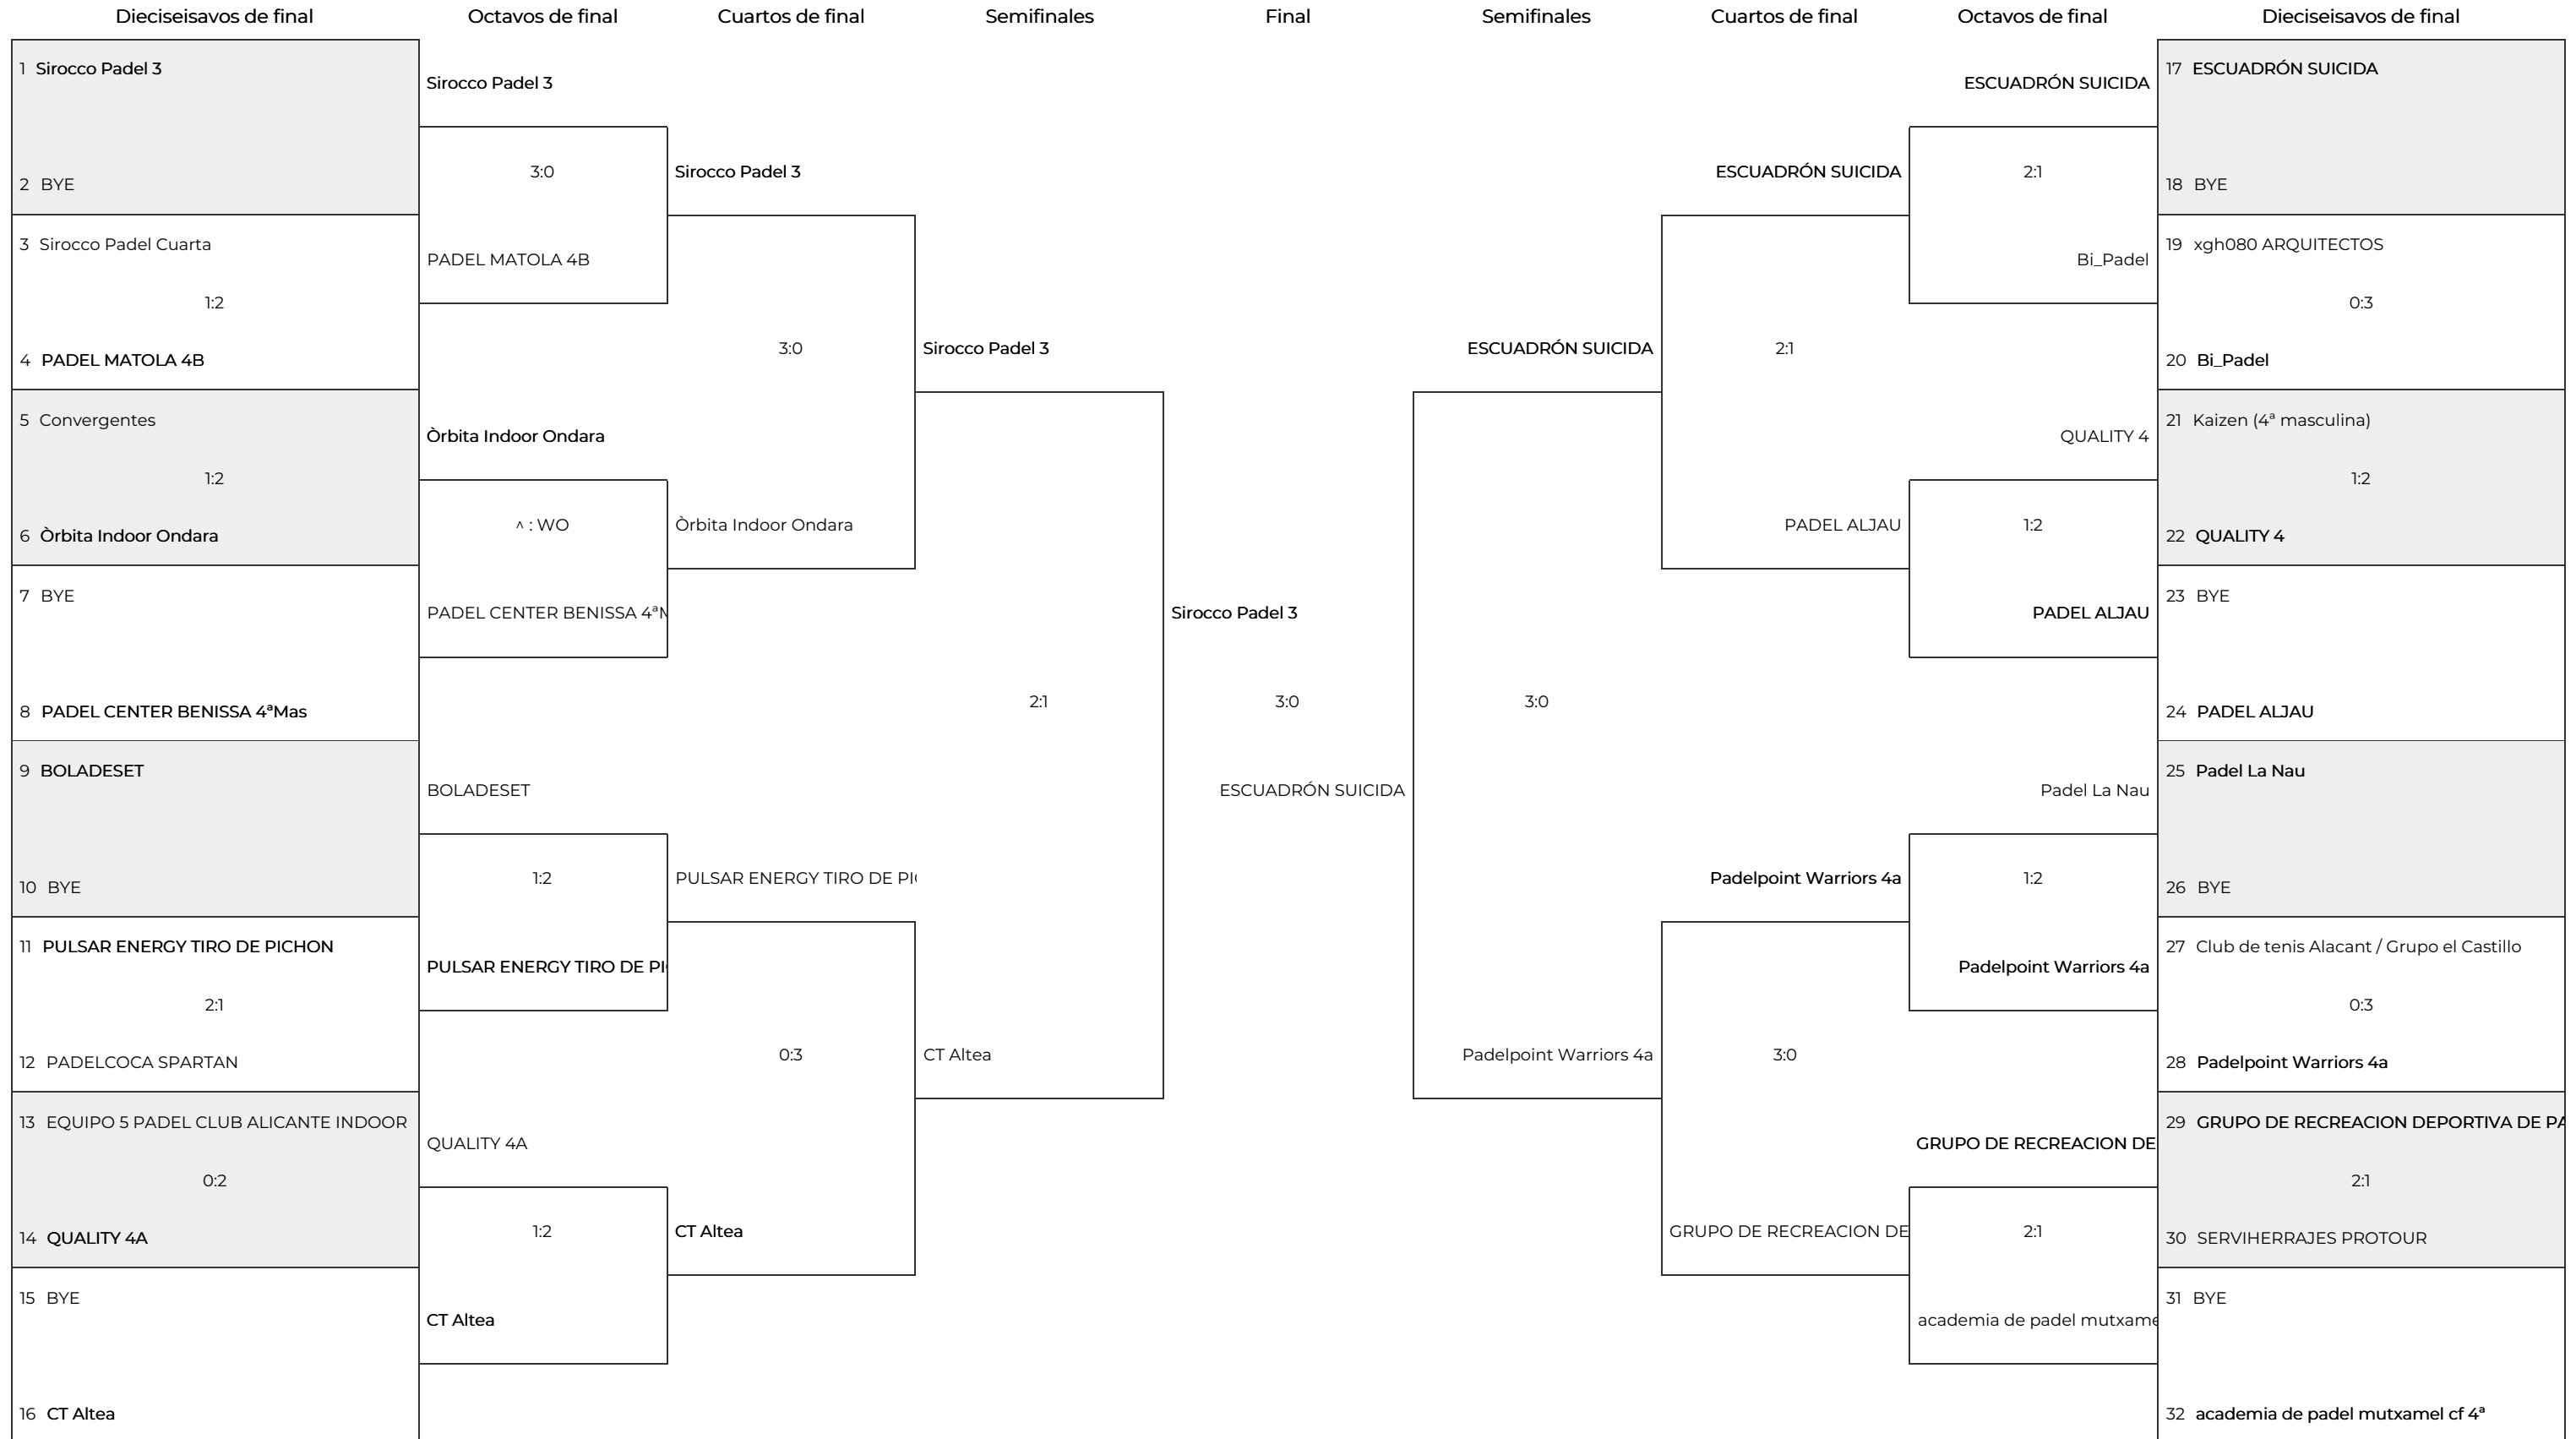 Dieciseisavos de final
Octavos de final
Cuartos de final
Semifinales
Final
Semifinales
Cuartos de final
Octavos de final
Dieciseisavos de final
1 Sirocco Padel 3
2 BYE
3 Sirocco Padel Cuarta
1:2
4 PADEL MATOLA 4B
5 Convergentes
1:2
6 Òrbita Indoor Ondara
7 BYE
8 PADEL CENTER BENISSA 4ªMas
9 BOLADESET
10 BYE
11 PULSAR ENERGY TIRO DE PICHON
2:1
12 PADELCOCA SPARTAN
13 EQUIPO 5 PADEL CLUB ALICANTE INDOOR
0:2
14 QUALITY 4A
15 BYE
16 CT Altea
Sirocco Padel 3
3:0
PADEL MATOLA 4B
Òrbita Indoor Ondara
^ : WO
PADEL CENTER BENISSA 4ªM
BOLADESET
1:2
PULSAR ENERGY TIRO DE PI
QUALITY 4A
1:2
CT Altea
Sirocco Padel 3
3:0
Òrbita Indoor Ondara
PULSAR ENERGY TIRO DE PI
0:3
CT Altea
Sirocco Padel 3
2:1
CT Altea
Sirocco Padel 3
3:0
ESCUADRÓN SUICIDA
ESCUADRÓN SUICIDA
3:0
Padelpoint Warriors 4a
ESCUADRÓN SUICIDA
2:1
PADEL ALJAU
Padelpoint Warriors 4a
3:0
GRUPO DE RECREACION DE
ESCUADRÓN SUICIDA
2:1
Bi_Padel
QUALITY 4
1:2
PADEL ALJAU
Padel La Nau
1:2
Padelpoint Warriors 4a
GRUPO DE RECREACION DE
2:1
academia de padel mutxame
17 ESCUADRÓN SUICIDA
18 BYE
19 xgh080 ARQUITECTOS
0:3
20 Bi_Padel
21 Kaizen (4ª masculina)
1:2
22 QUALITY 4
23 BYE
24 PADEL ALJAU
25 Padel La Nau
26 BYE
27 Club de tenis Alacant / Grupo el Castillo
0:3
28 Padelpoint Warriors 4a
29 GRUPO DE RECREACION DEPORTIVA DE PA
2:1
30 SERVIHERRAJES PROTOUR
31 BYE
32 academia de padel mutxamel cf 4ª